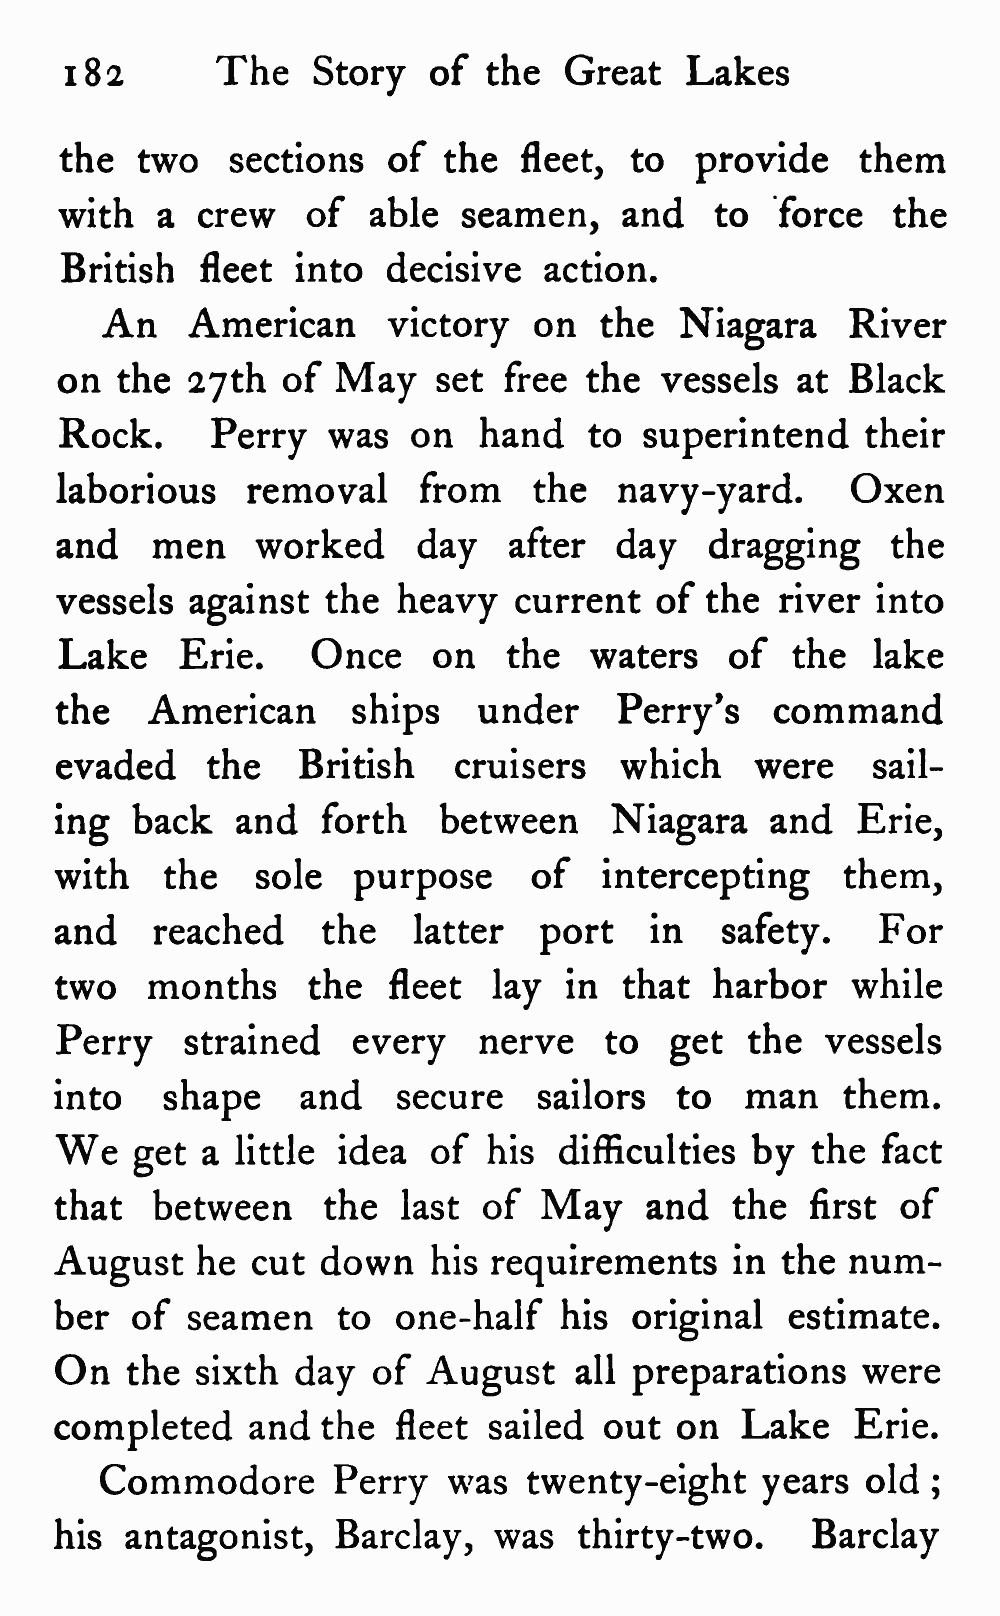 182 The Story of the Great Lakes
the two sections of the fleet, to provide them
with a crew of able seamen, and to force the
British fleet into decisive action.
An American victory on the Niagara River
on the 27th of May set free the vessels at Black
Rock. Perry was on hand to superintend their
laborious removal from the navy-yard. Oxen
and men worked day after day dragging the
vessels against the heavy current of the river into
Lake Erie. Once on the waters of the lake
the American ships under Perry's command
evaded the British cruisers which were sail-
ing back and forth between Niagara and Erie,
with the sole purpose of intercepting them,
and reached the latter port in safety. For
two months the fleet lay in that harbor while
Perry strained every nerve to get the vessels
into shape and secure sailors to man them.
We get a little idea of his difficulties by the fact
that between the last of May and the first of
August he cut down his requirements in the num-
ber of seamen to one-half his original estimate.
On the sixth day of August all preparations were
completed and the fleet sailed out on Lake Erie.
Commodore Perry was twenty-eight years old ;
his antagonist, Barclay, was thirty-two. Barclay